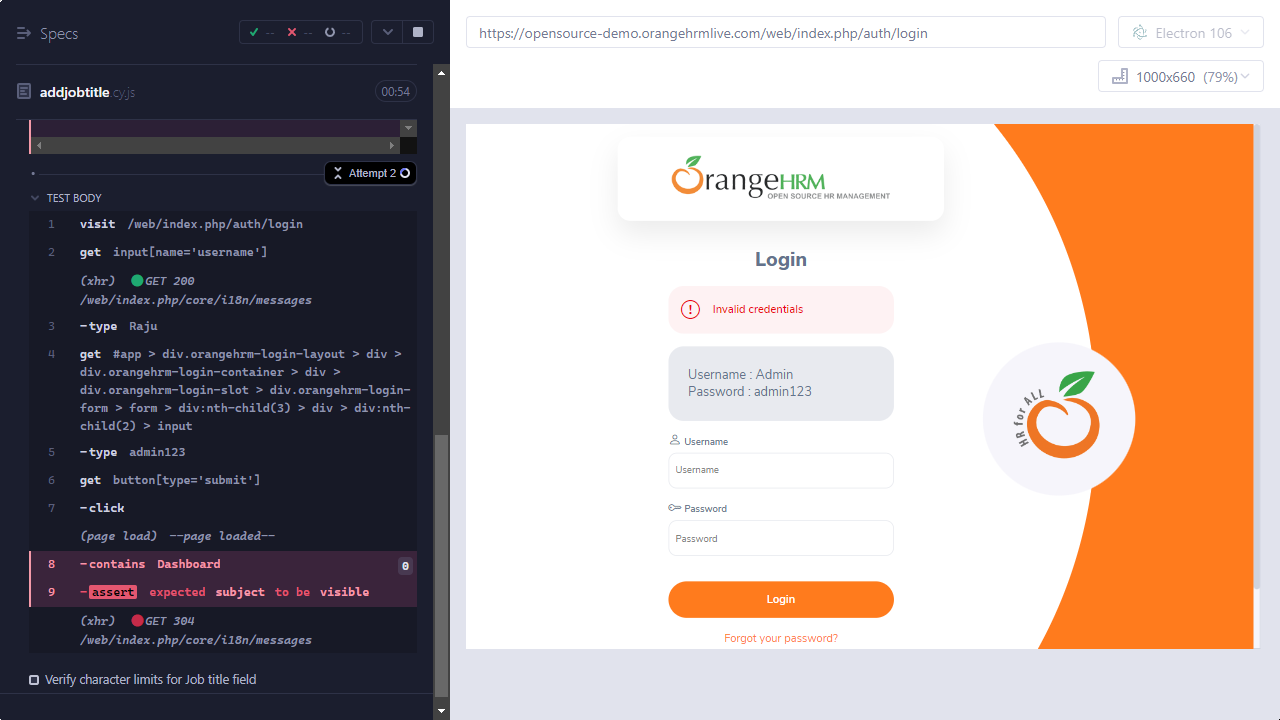 Specs
-- -- --
addjobtitle.cy.js
00:54
Attempt 2
TEST BODY
1 visit /web/index.php/auth/login
2 get input[name='username']
(xhr) GET 200
/web/index.php/core/i18n/messages
3 -type Raju
4 get #app > div.orangehrm-login-layout > div >
div.orangehrm-login-container > div >
div.orangehrm-login-slot > div.orangehrm-login-
form > form > div:nth-child(3) > div > div:nth-
child(2) > input
5 -type admin123
6 get button[type='submit']
7 -click
(page load) --page loaded--
8 -contains Dashboard 0
9 -assert expected subject to be visible
(xhr) GET 304
/web/index.php/core/i18n/messages
Verify character limits for Job title field
https://opensource-demo.orangehrmlive.com/web/index.php/auth/login
Electron 106
1000x660 (79%)
OrangeHRM
OPEN SOURCE HR MANAGEMENT
Login
Invalid credentials
Username : Admin
Password : admin123
Username
Username
Password
Password
Login
Forgot your password?
HR for ALL